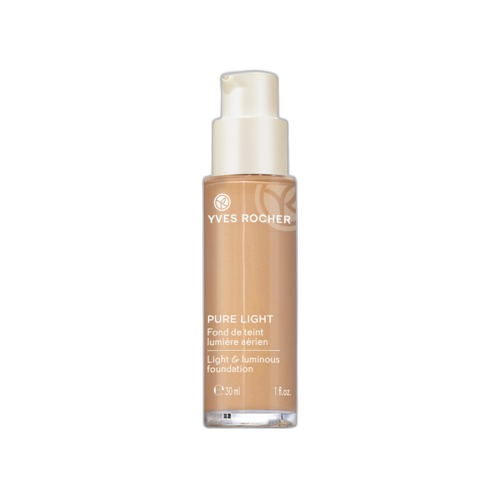 YVES ROCHER
PURE LIGHT
Fond de teint
lumière aérien
Light & luminous
foundation
e 30 ml 1 fl.oz.